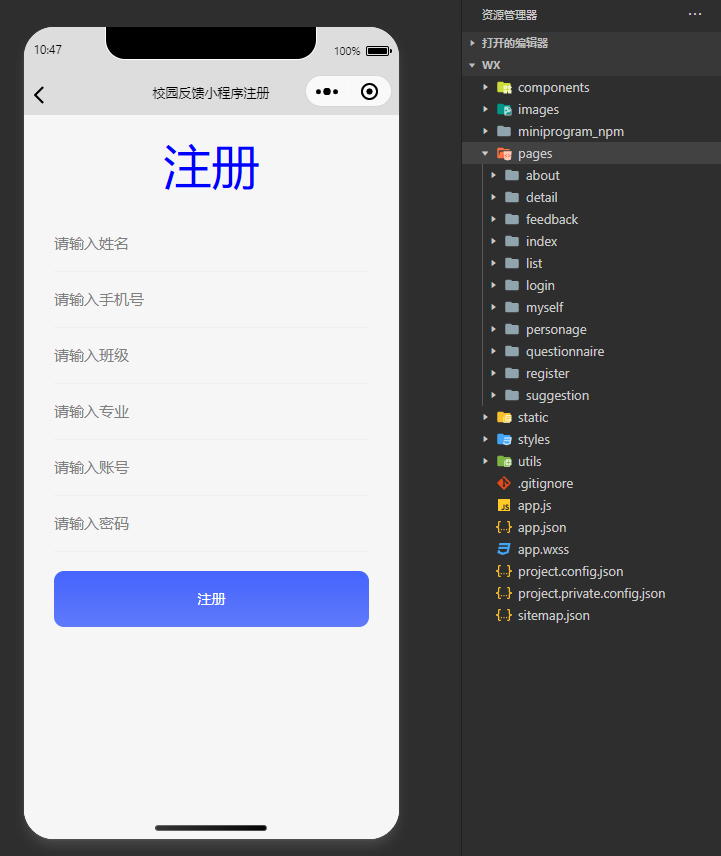 10:47
100%
校园反馈小程序注册
注册
请输入姓名
请输入手机号
请输入班级
请输入专业
请输入账号
请输入密码
注册
资源管理器
打开的编辑器
WX
components
images
miniprogram_npm
pages
about
detail
feedback
index
list
login
myself
personage
questionnaire
register
suggestion
static
styles
utils
.gitignore
app.js
app.json
app.wxss
project.config.json
project.private.config.json
sitemap.json